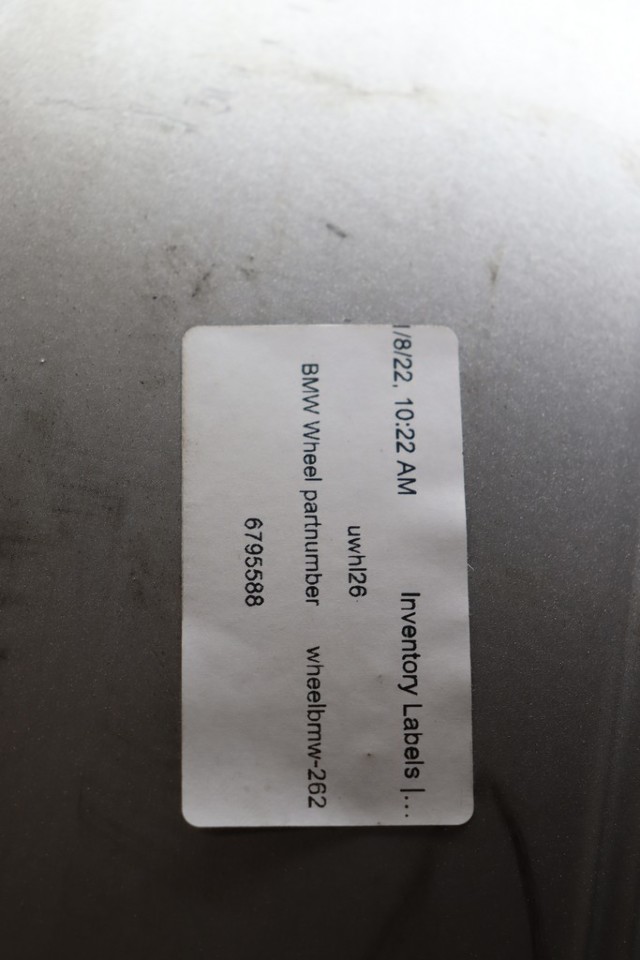 1/8/22, 10:22 AM Inventory Labels |...
uwhl26
BMW Wheel partnumber wheelbmw-262
6795588